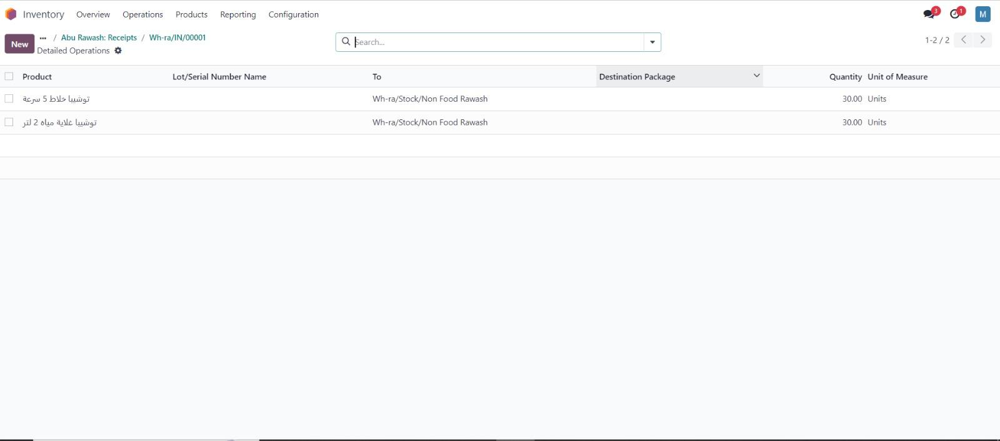 Inventory Overview Operations Products Reporting Configuration 3 1 M
New ... / Abu Rawash: Receipts / Wh-ra/IN/00001
Detailed Operations
Search...
1-2 / 2
Product Lot/Serial Number Name To Destination Package Quantity Unit of Measure
توشيبا خلاط 5 سرعة Wh-ra/Stock/Non Food Rawash 30.00 Units
توشيبا غلاية مياه 2 لتر Wh-ra/Stock/Non Food Rawash 30.00 Units